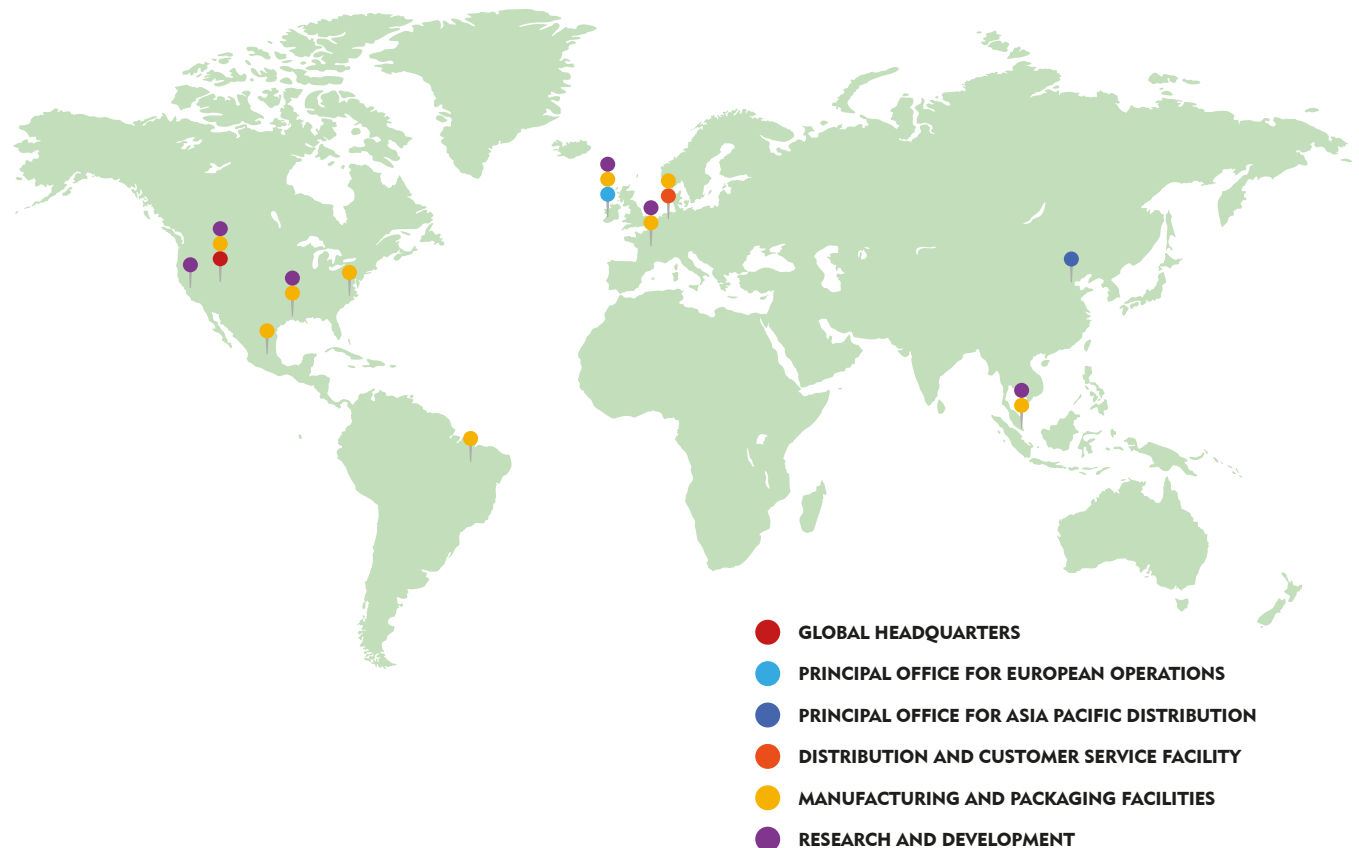 GLOBAL HEADQUARTERS
PRINCIPAL OFFICE FOR EUROPEAN OPERATIONS
PRINCIPAL OFFICE FOR ASIA PACIFIC DISTRIBUTION
DISTRIBUTION AND CUSTOMER SERVICE FACILITY
MANUFACTURING AND PACKAGING FACILITIES
RESEARCH AND DEVELOPMENT